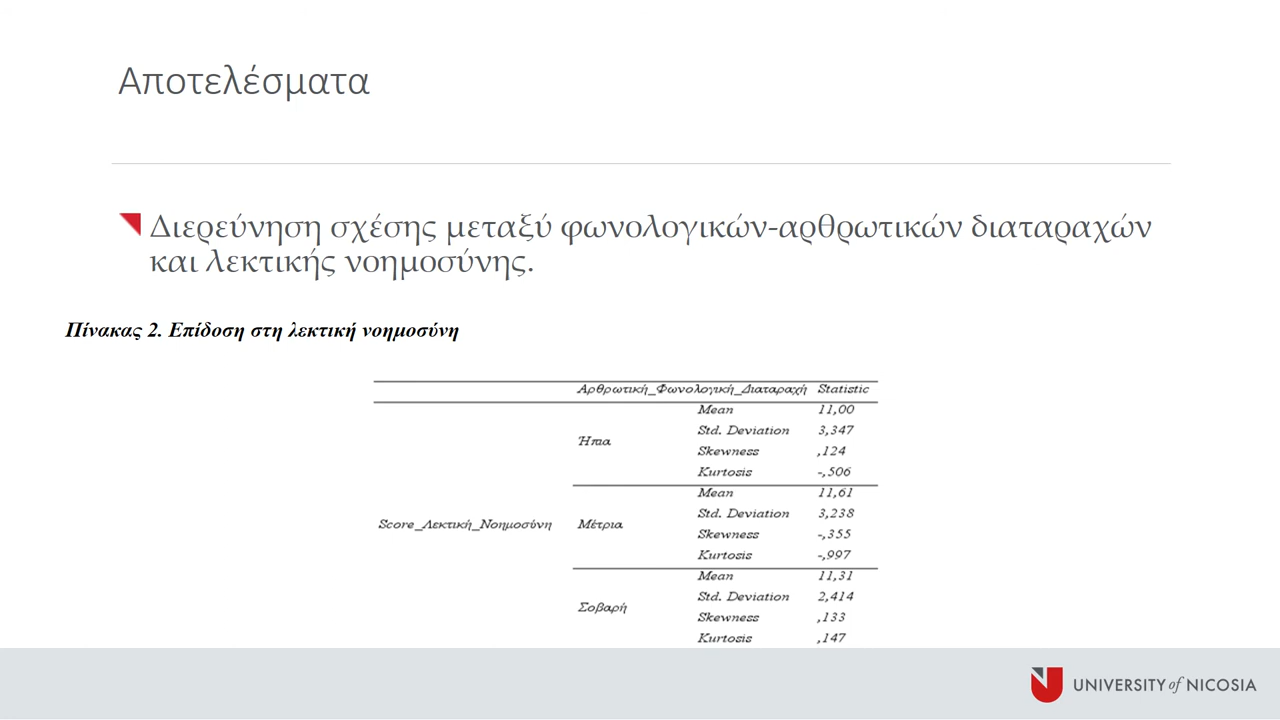 Αποτελέσματα
Διερεύνηση σχέσης μεταξύ φωνολογικών-αρθρωτικών διαταραχών
και λεκτικής νοημοσύνης.
Πίνακας 2. Επίδοση στη λεκτική νοημοσύνη
Αρθρωτική_Φωνολογική_Διαταραχή Statistic
Mean 11,00
Std. Deviation 3,347
Ήπια
Skewness ,124
Kurtosis -,506
Mean 11,61
Std. Deviation 3,238
Score_Λεκτική_Νοημοσύνη Μέτρια
Skewness -,355
Kurtosis -,997
Mean 11,31
Std. Deviation 2,414
Σοβαρή
Skewness ,133
Kurtosis ,147
UNIVERSITY of NICOSIA